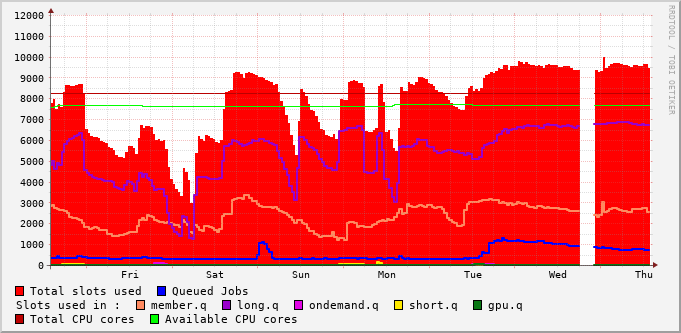 12000
11000
10000
9000
8000
7000
6000
5000
4000
3000
2000
1000
0
Fri Sat Sun Mon Tue Wed Thu
RRDTOOL / TOBI OETIKER
Total slots used Queued Jobs
Slots used in : member.q long.q ondemand.q short.q gpu.q
Total CPU cores Available CPU cores